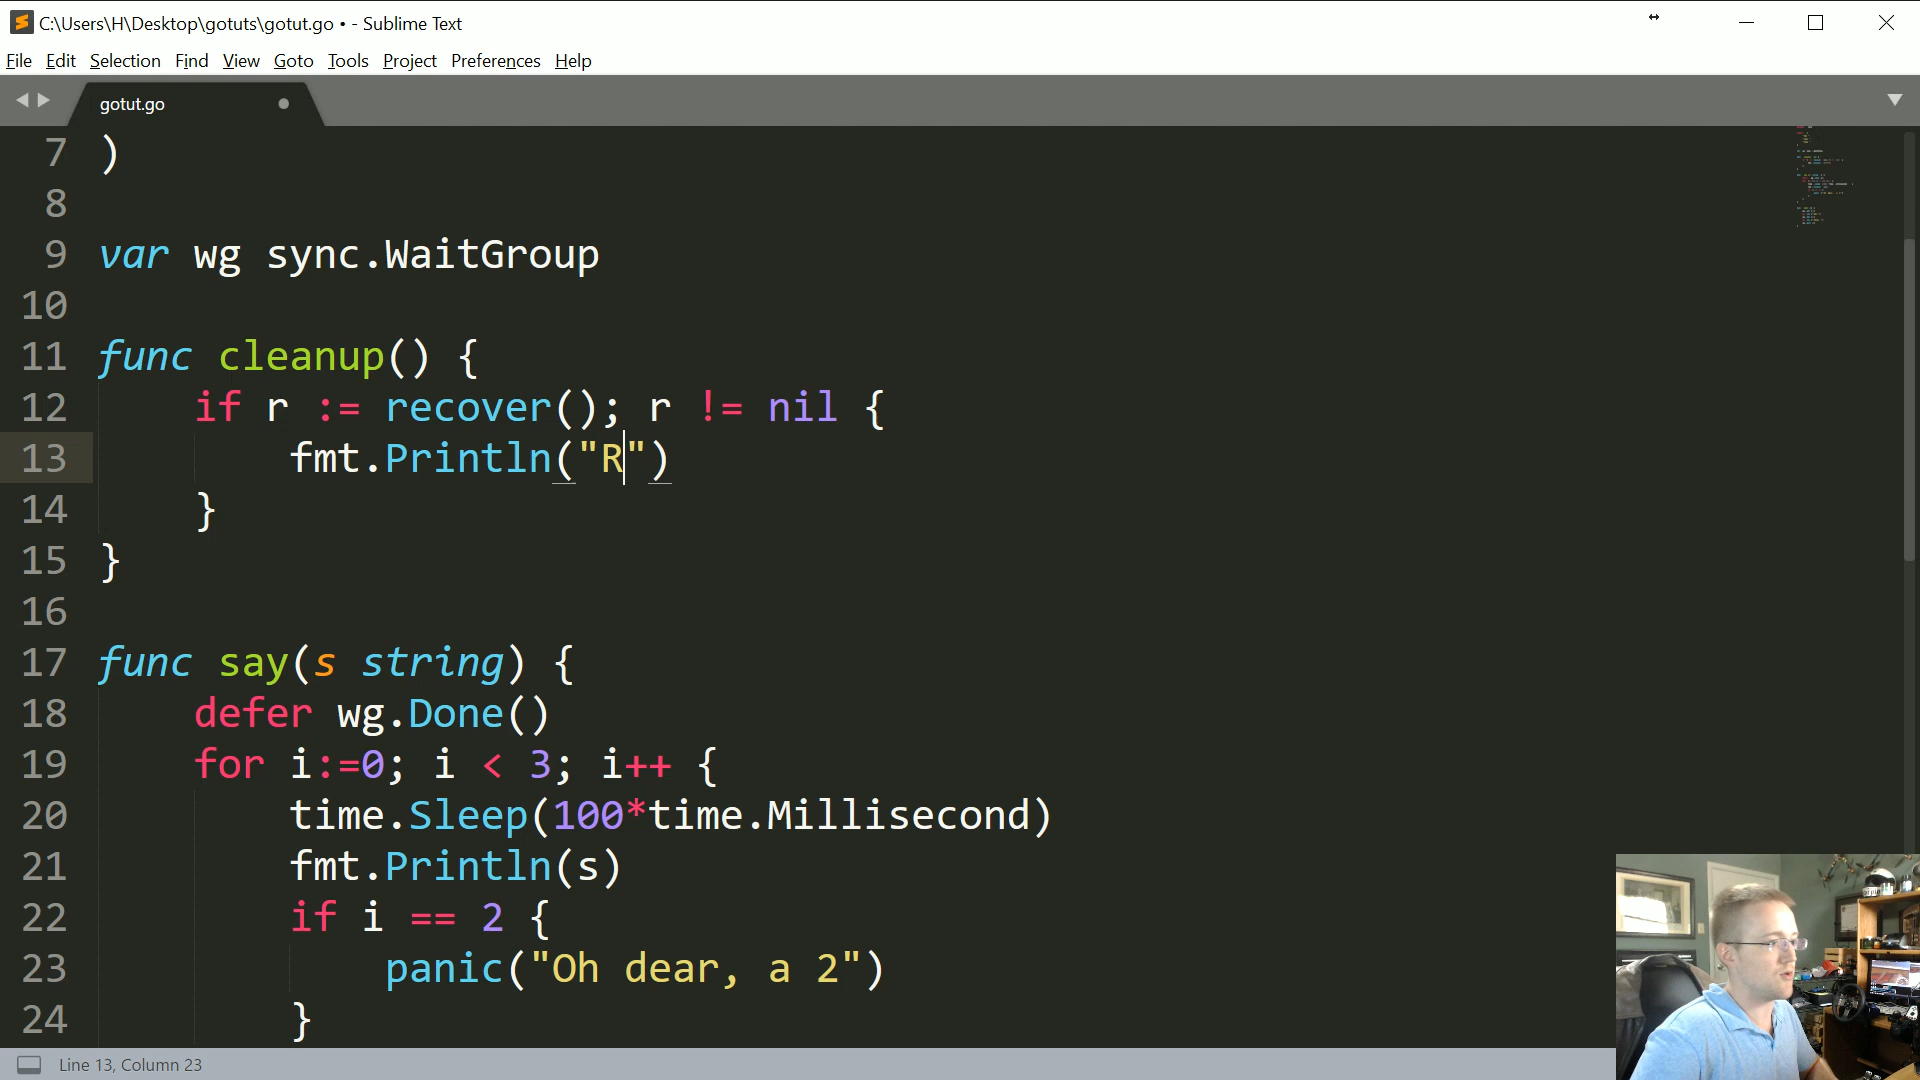 C:\Users\H\Desktop\gotuts\gotut.go • - Sublime Text
File Edit Selection Find View Goto Tools Project Preferences Help
gotut.go
7 )
8
9 var wg sync.WaitGroup
10
11 func cleanup() {
12 if r := recover(); r != nil {
13 fmt.Println("R")
14 }
15 }
16
17 func say(s string) {
18 defer wg.Done()
19 for i:=0; i < 3; i++ {
20 time.Sleep(100*time.Millisecond)
21 fmt.Println(s)
22 if i == 2 {
23 panic("Oh dear, a 2")
24 }
Line 13, Column 23